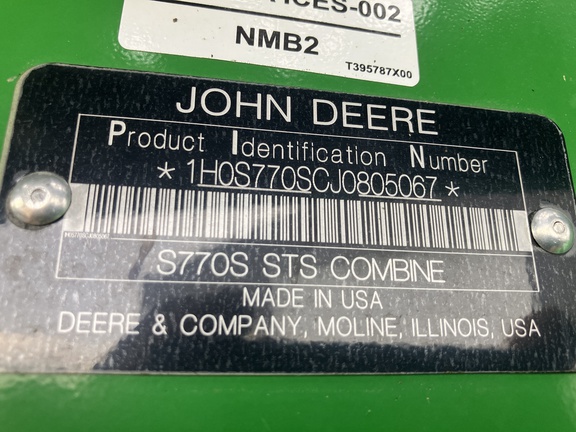 NMB2
T395787X00
JOHN DEERE
Product Identification Number
*1H0S770SCJ0805067*
S770S STS COMBINE
MADE IN USA
DEERE & COMPANY, MOLINE, ILLINOIS, USA